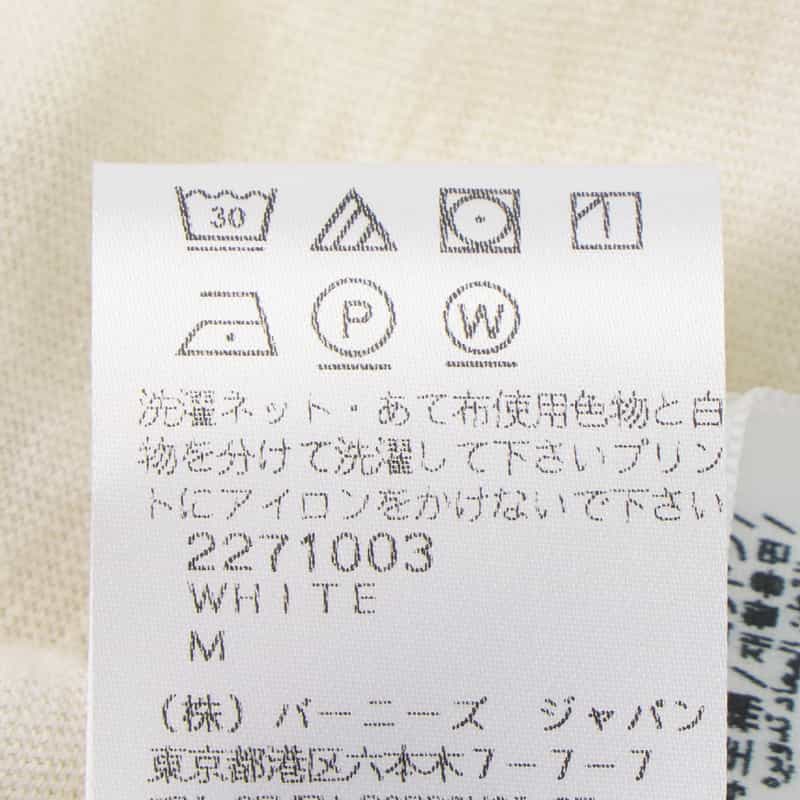 30
P W
洗濯ネット・あて布使用色物と白
物を分けて洗濯して下さいプリン
トにアイロンをかけないで下さい
2271003
WHITE
M
(株)バーニーズ ジャパン
東京都港区六本木7-7-7